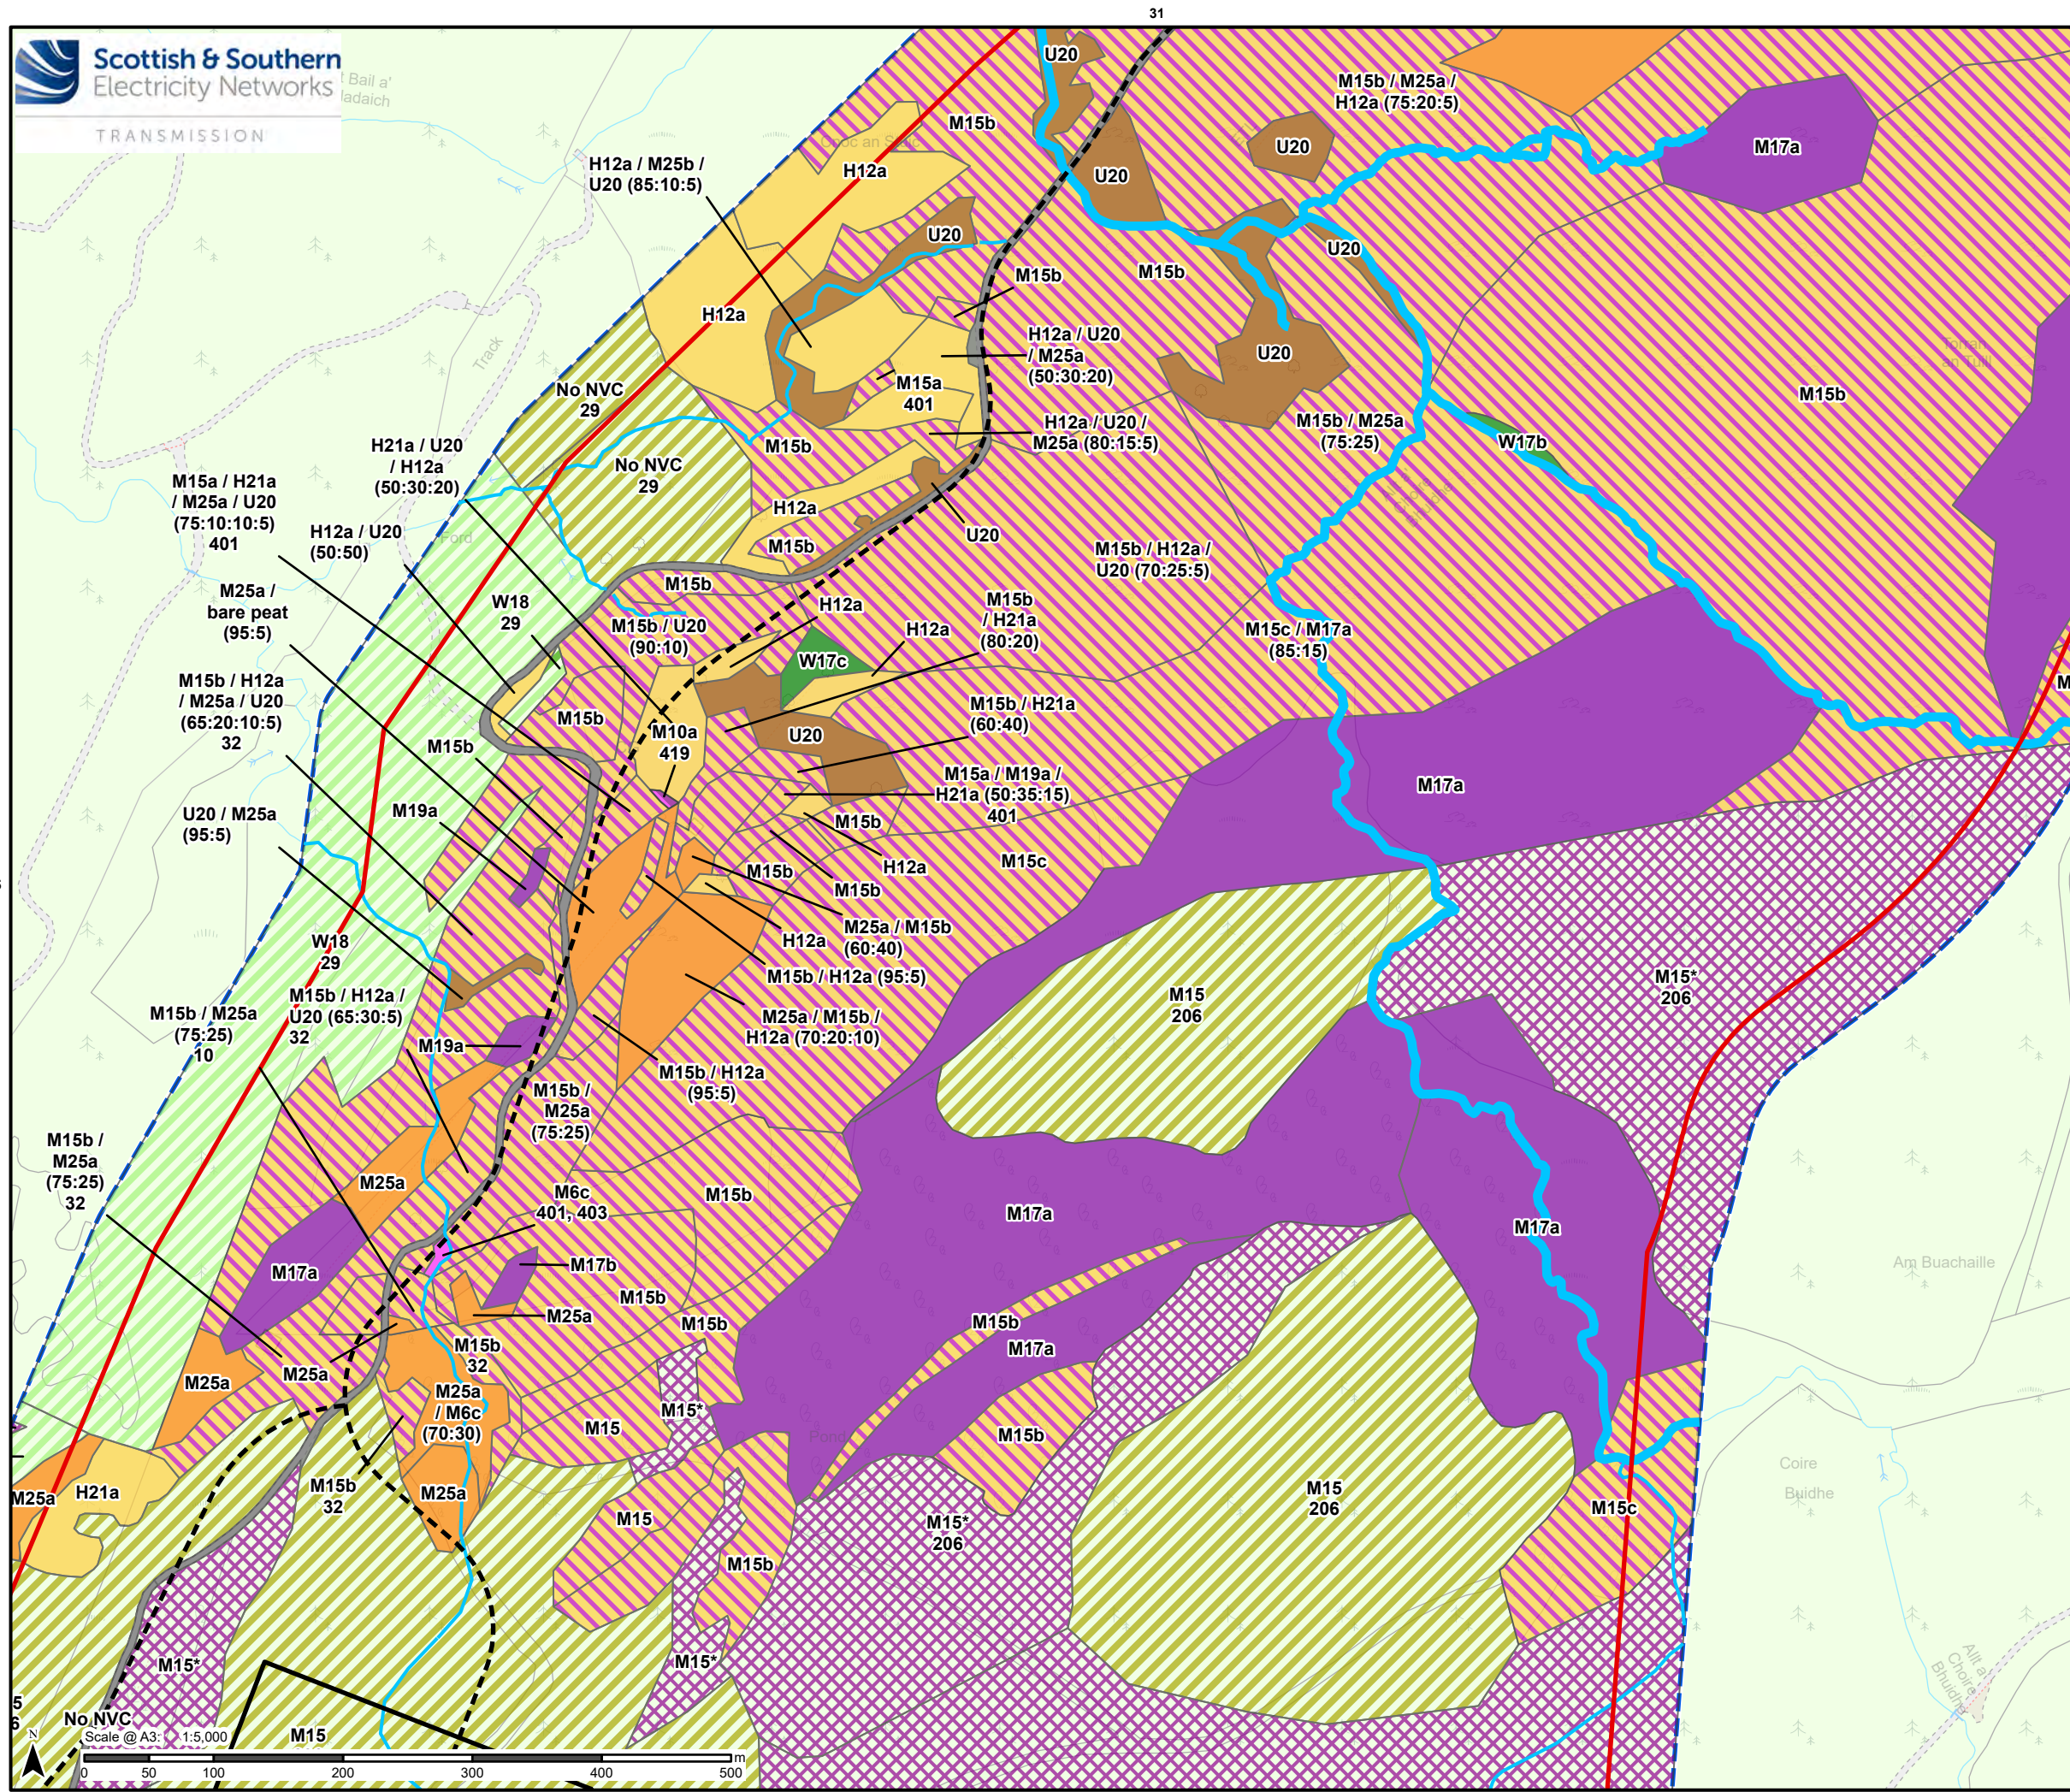 31
Scottish & Southern
Electricity Networks
TRANSMISSION
t Bail a'
ladaich
U20
M15b / M25a /
H12a (75:20:5)
M15b
Cnoc an
H12a / M25b /
U20 (85:10:5)
H12a
U20
U20
M17a
U20
U20
M15b
M15b
H12a
H12a / U20
/ M25a
(50:30:20)
U20
Track
No NVC
29
M15a
401
M15b
H12a / U20 /
M25a (80:15:5)
M15b / M25a
(75:25)
W17b
H21a / U20
/ H12a
(50:30:20)
M15b
No NVC
29
M15a / H21a
/ M25a / U20
(75:10:10:5)
401
H12a
H12a / U20
(50:50)
Ford
U20
M15b
M15b / H12a /
U20 (70:25:5)
M25a /
bare peat
(95:5)
M15b
W18
29
H12a
M15b
/ H21a
(80:20)
M15b / U20
(90:10)
H12a
M15c / M17a
(85:15)
W17c
M15b / H12a
/ M25a / U20
(65:20:10:5)
32
M15b
M15b / H21a
(60:40)
M10a
419
U20
M15b
M15a / M19a /
H21a (50:35:15)
401
M17a
U20 / M25a
(95:5)
M19a
M15b
H12a
M15c
M15b
M15b
M25a / M15b
(60:40)
H12a
W18
29
M15b / H12a (95:5)
M15*
206
M15b / M25a
(75:25)
10
M15b / H12a /
U20 (65:30:5)
32
M15
206
M25a / M15b /
H12a (70:20:10)
M19a
M15b / H12a
(95:5)
M15b /
M25a
(75:25)
M15b /
M25a
(75:25)
32
M25a
M6c
401, 403
M15b
M17a
M17a
M17a
M17b
Am Buachaille
M15b
M25a
M15b
M15b
M15b
32
M17a
M25a
M25a
M25a
/ M6c
(70:30)
M15*
M15
M15b
Pond
M25a
H21a
M15b
32
M25a
M15
M15*
206
M15
206
Coire
Buidhe
M15c
M15b
M15*
M15*
Allt a
Choire
Bhuidhe
5
6
No NVC
M15
N
Scale @ A3: 1:5,000
0 50 100 200 300 400 500 m